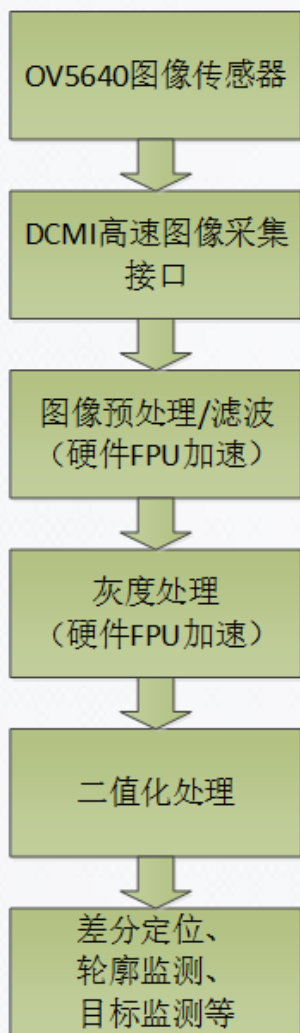 OV5640图像传感器
DCMI高速图像采集
接口
图像预处理/滤波
（硬件FPU加速）
灰度处理
（硬件FPU加速）
二值化处理
差分定位、
轮廓监测、
目标监测等